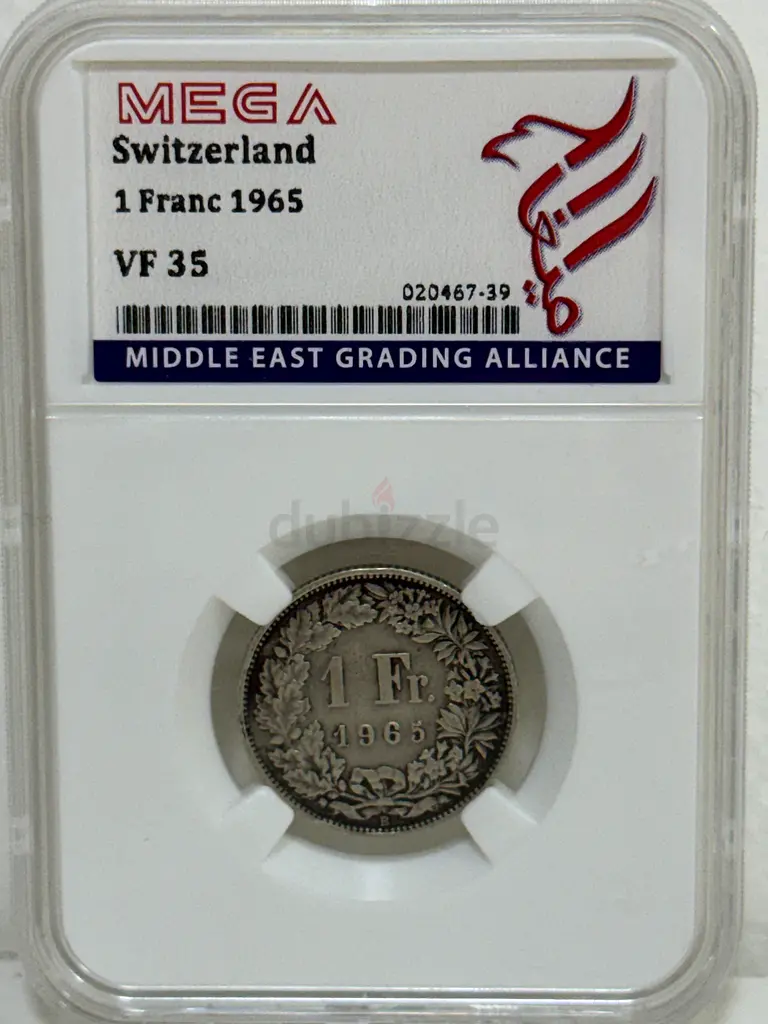 MEGA
Switzerland
1 Franc 1965
VF 35
020467-39
MIDDLE EAST GRADING ALLIANCE
dubizzle
1 Fr.
1965
B